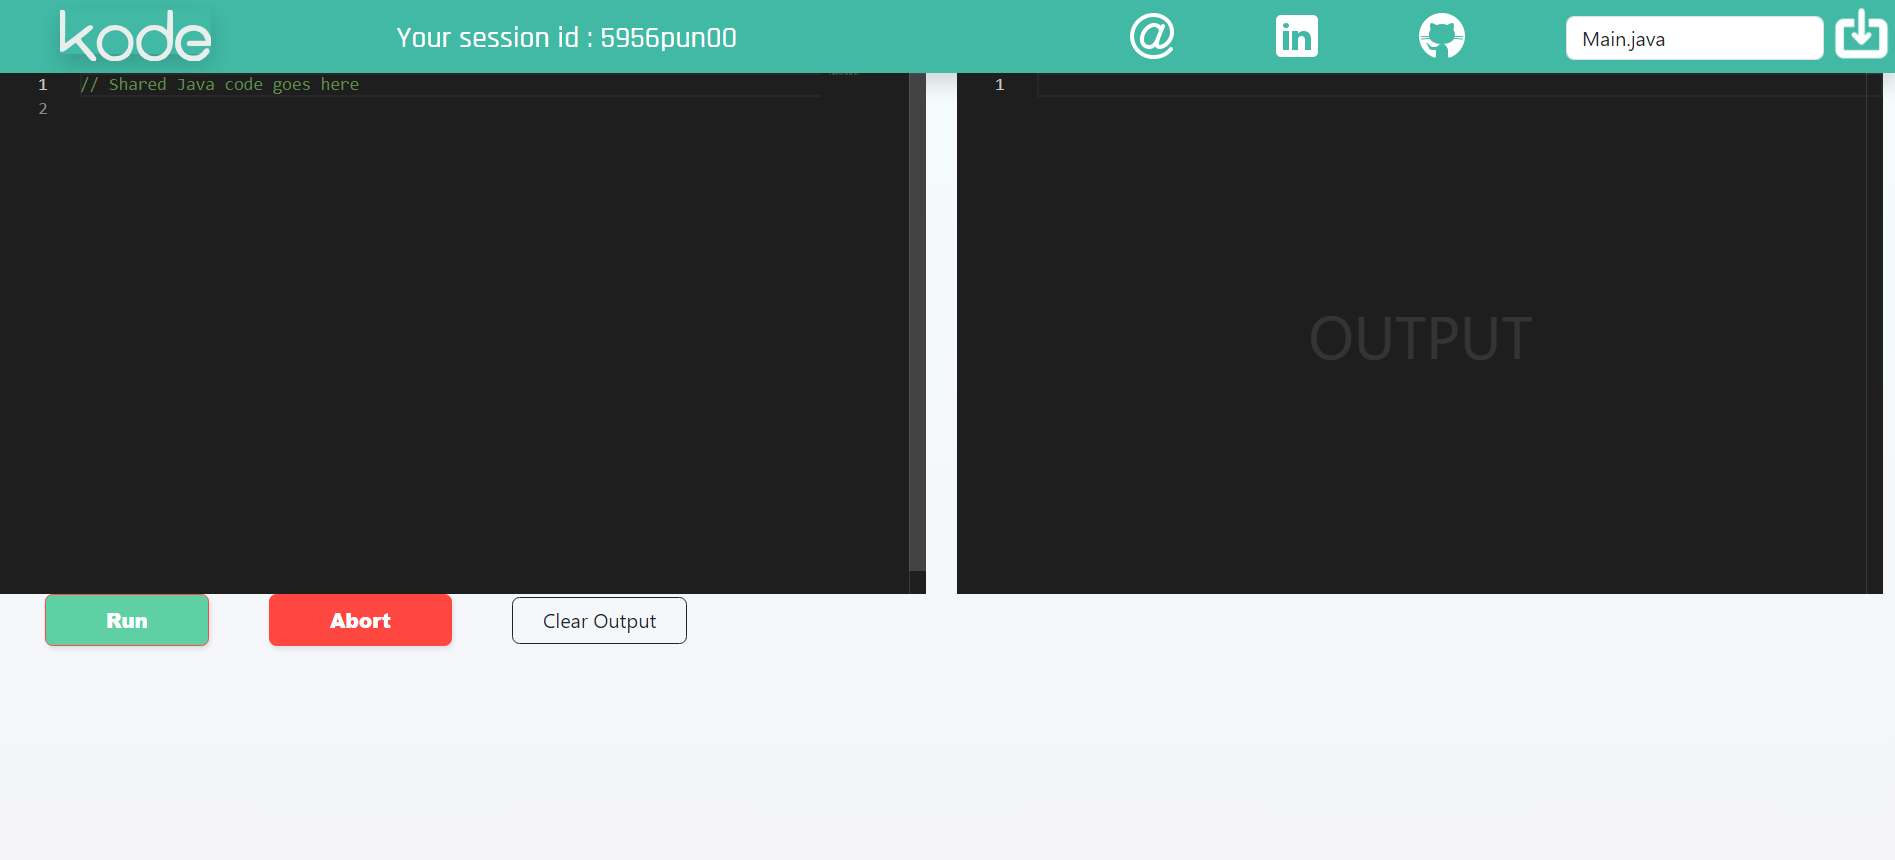 kode
Your session id : 5956pun00
@
in
Main.java
1 // Shared Java code goes here
2
1
OUTPUT
Run
Abort
Clear Output